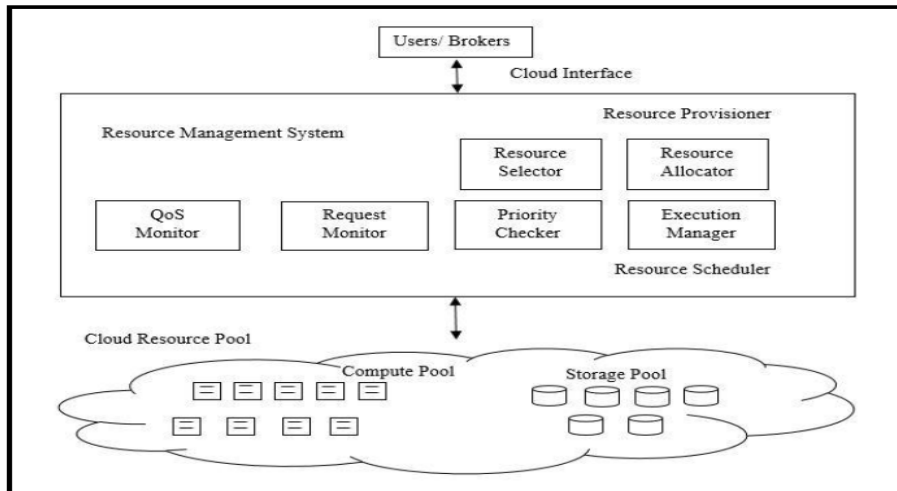 Users/ Brokers
Cloud Interface
Resource Provisioner
Resource Management System
Resource
Selector
Resource
Allocator
QoS
Monitor
Request
Monitor
Priority
Checker
Execution
Manager
Resource Scheduler
Cloud Resource Pool
Compute Pool
Storage Pool